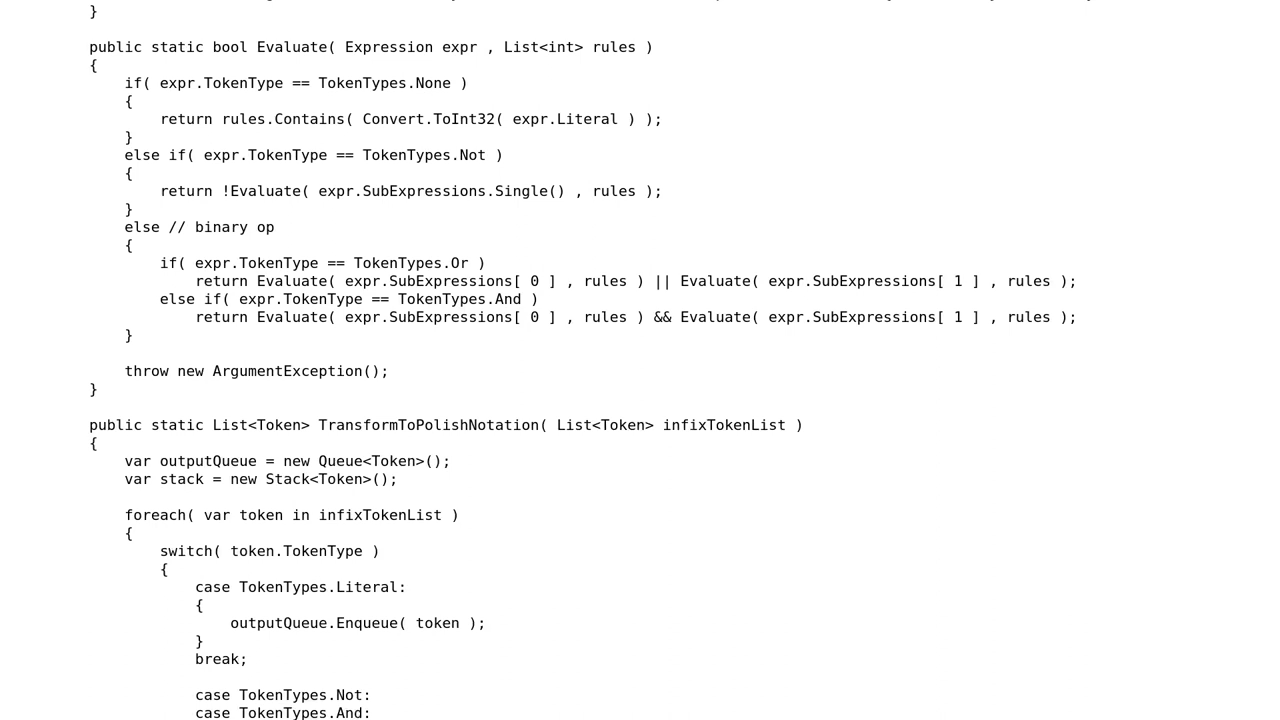 }
public static bool Evaluate( Expression expr , List<int> rules )
{
if( expr.TokenType == TokenTypes.None )
{
return rules.Contains( Convert.ToInt32( expr.Literal ) );
}
else if( expr.TokenType == TokenTypes.Not )
{
return !Evaluate( expr.SubExpressions.Single() , rules );
}
else // binary op
{
if( expr.TokenType == TokenTypes.Or )
return Evaluate( expr.SubExpressions[ 0 ] , rules ) || Evaluate( expr.SubExpressions[ 1 ] , rules );
else if( expr.TokenType == TokenTypes.And )
return Evaluate( expr.SubExpressions[ 0 ] , rules ) && Evaluate( expr.SubExpressions[ 1 ] , rules );
}
throw new ArgumentException();
}
public static List<Token> TransformToPolishNotation( List<Token> infixTokenList )
{
var outputQueue = new Queue<Token>();
var stack = new Stack<Token>();
foreach( var token in infixTokenList )
{
switch( token.TokenType )
{
case TokenTypes.Literal:
{
outputQueue.Enqueue( token );
}
break;
case TokenTypes.Not:
case TokenTypes.And: